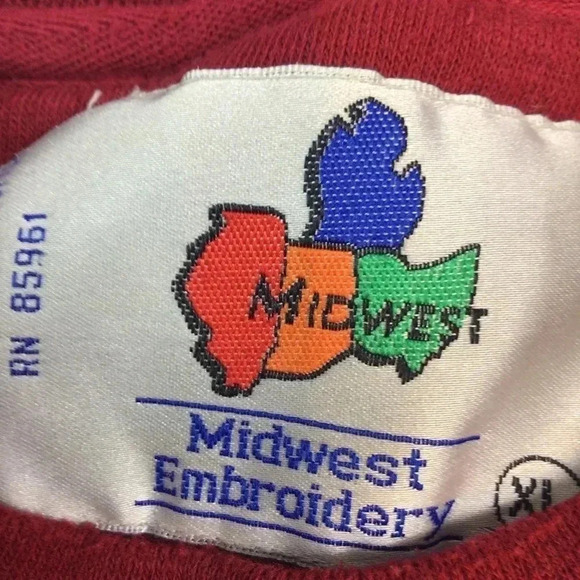 MIDWEST
Midwest
Embroidery
RN 85961
XL